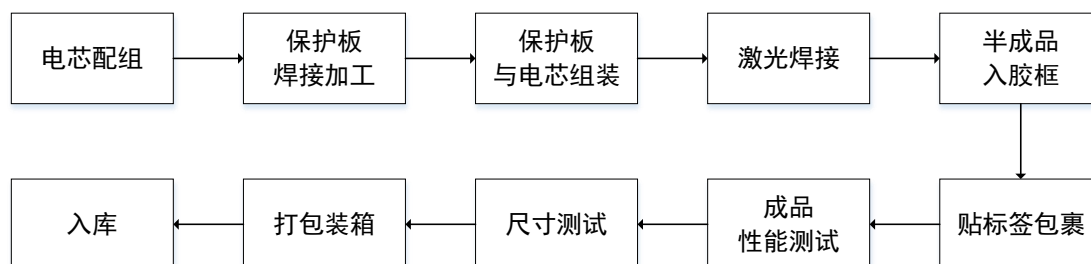 电芯配组
保护板
焊接加工
保护板
与电芯组装
激光焊接
半成品
入胶框
贴标签包裹
成品
性能测试
尺寸测试
打包装箱
入库